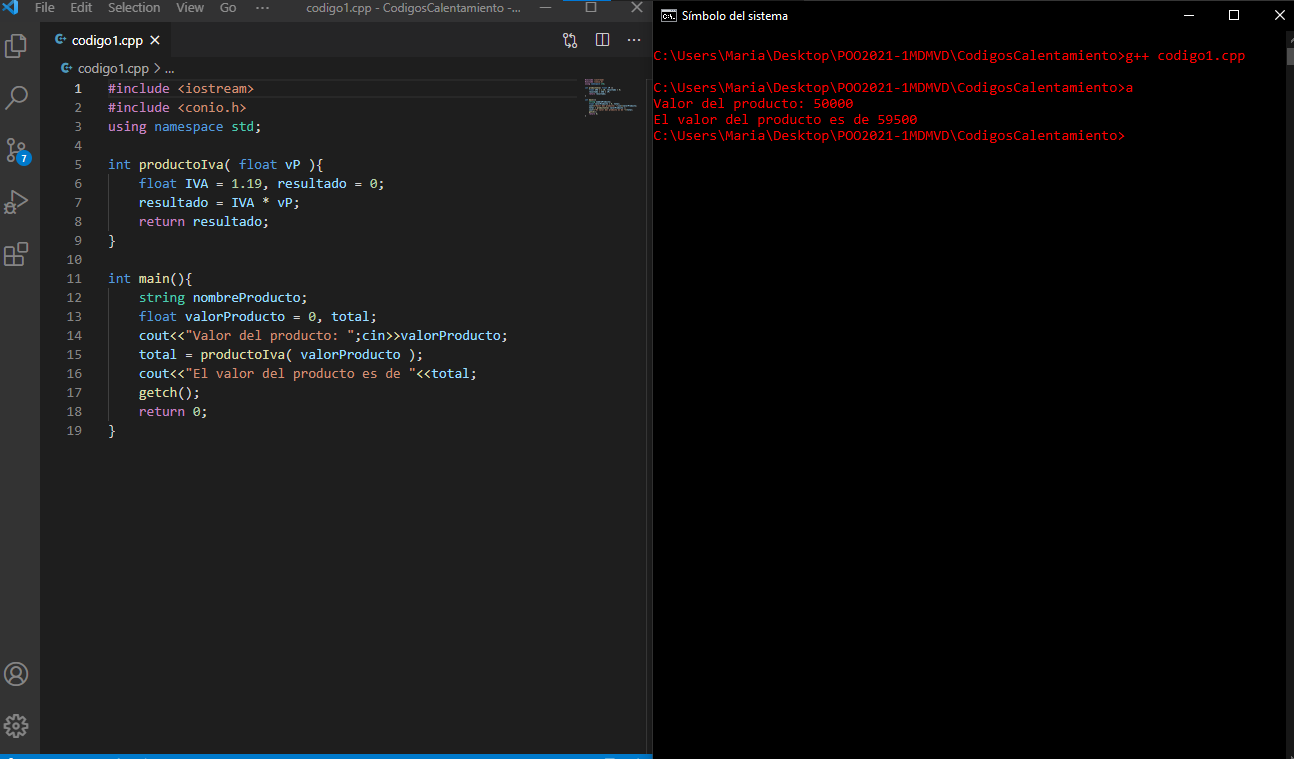 File Edit Selection View Go ··· codigo1.cpp - CodigosCalentamiento -...
codigo1.cpp
codigo1.cpp > ...
7
1 #include <iostream>
2 #include <conio.h>
3 using namespace std;
4
5 int productoIva( float vP ){
6 float IVA = 1.19, resultado = 0;
7 resultado = IVA * vP;
8 return resultado;
9 }
10
11 int main(){
12 string nombreProducto;
13 float valorProducto = 0, total;
14 cout<<"Valor del producto: ";cin>>valorProducto;
15 total = productoIva( valorProducto );
16 cout<<"El valor del producto es de "<<total;
17 getch();
18 return 0;
19 }
C:\. Símbolo del sistema
C:\Users\Maria\Desktop\POO2021-1MDMVD\CodigosCalentamiento>g++ codigo1.cpp
C:\Users\Maria\Desktop\POO2021-1MDMVD\CodigosCalentamiento>a
Valor del producto: 50000
El valor del producto es de 59500
C:\Users\Maria\Desktop\POO2021-1MDMVD\CodigosCalentamiento>